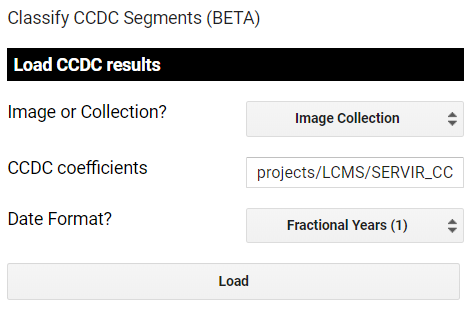 Classify CCDC Segments (BETA)
Load CCDC results
Image or Collection?
Image Collection
CCDC coefficients
projects/LCMS/SERVIR_CC
Date Format?
Fractional Years (1)
Load